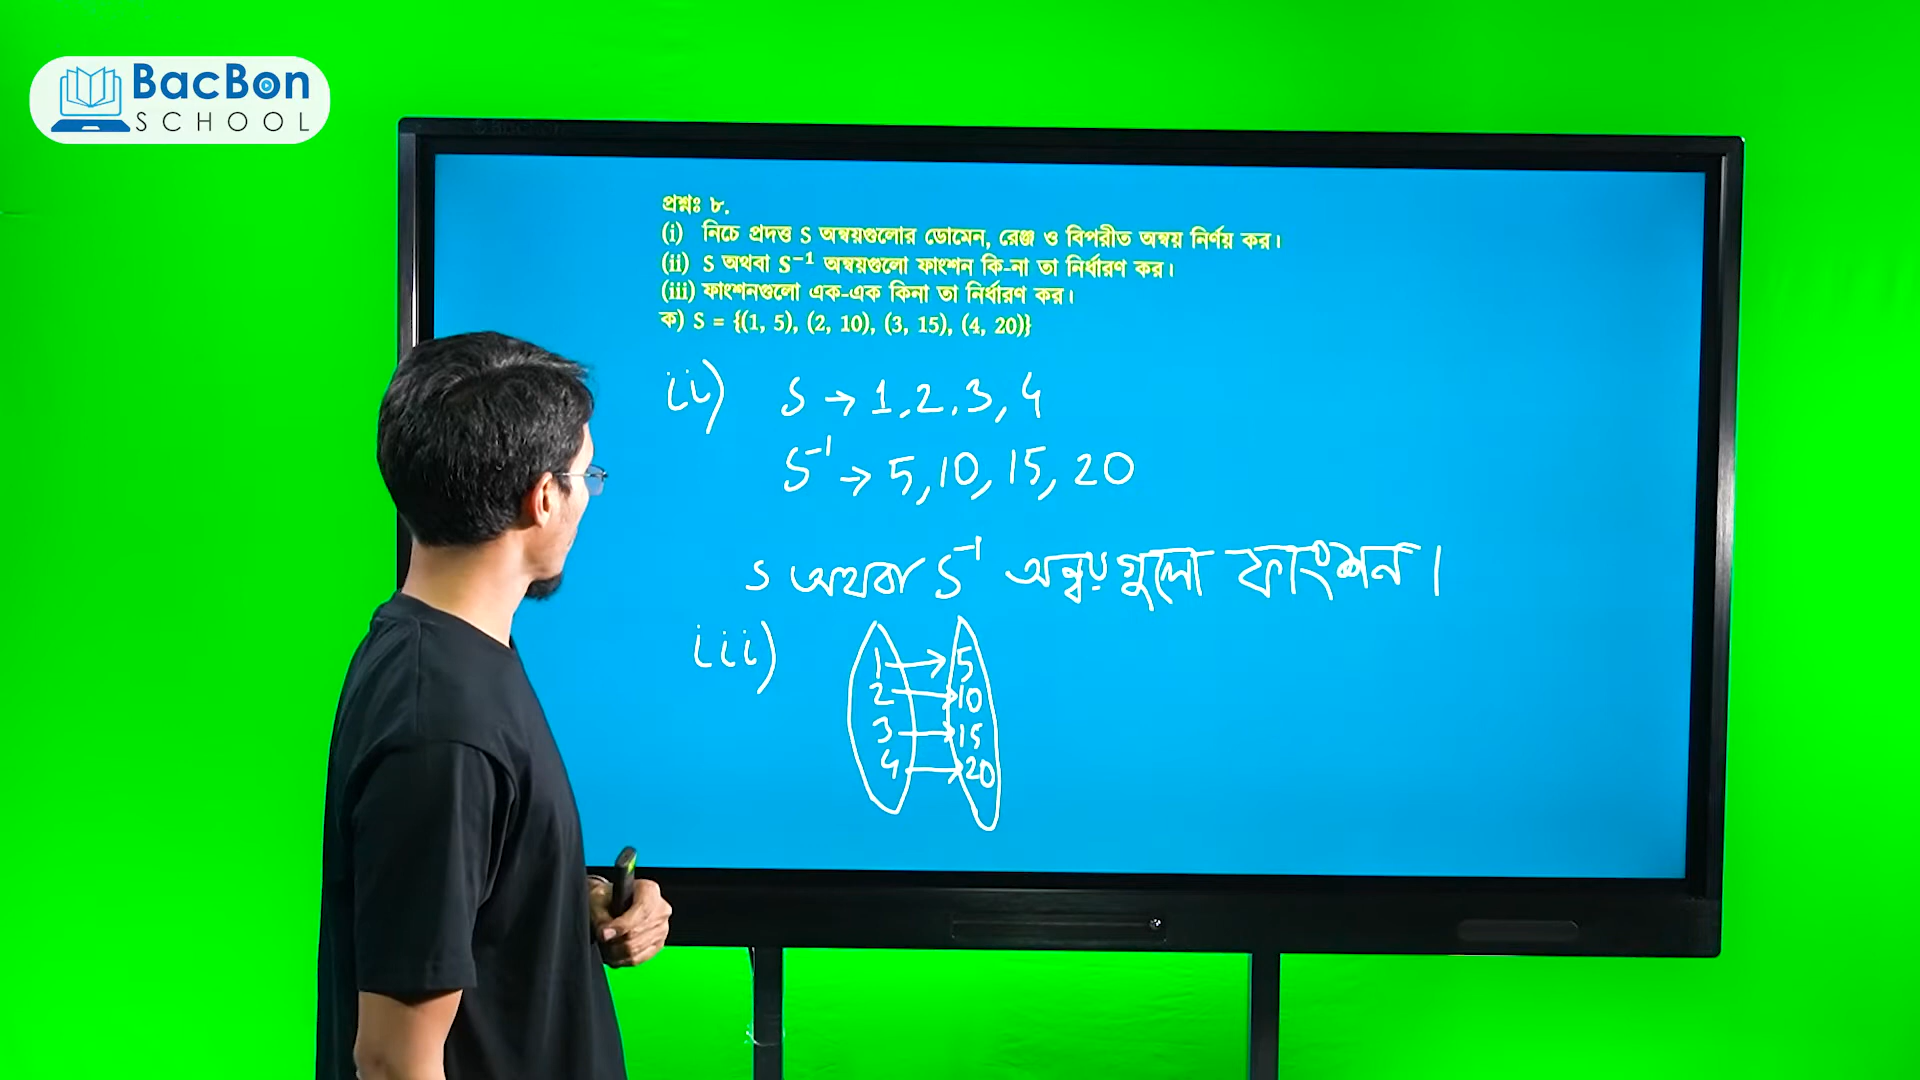 BacBon
SCHOOL
প্রশ্নঃ ৮.
(i) নিচে প্রদত্ত S অন্বয়গুলোর ডোমেন, রেঞ্জ ও বিপরীত অন্বয় নির্ণয় কর।
(ii) S অথবা S⁻¹ অন্বয়গুলো ফাংশন কি-না তা নির্ধারণ কর।
(iii) ফাংশনগুলো এক-এক কিনা তা নির্ধারণ কর।
ক) S = {(1, 5), (2, 10), (3, 15), (4, 20)}
ii) S → 1, 2, 3, 4
S⁻¹ → 5, 10, 15, 20
S অথবা S⁻¹ অন্বয়গুলো ফাংশন।
iii) 1 → 5
2 → 10
3 → 15
4 → 20